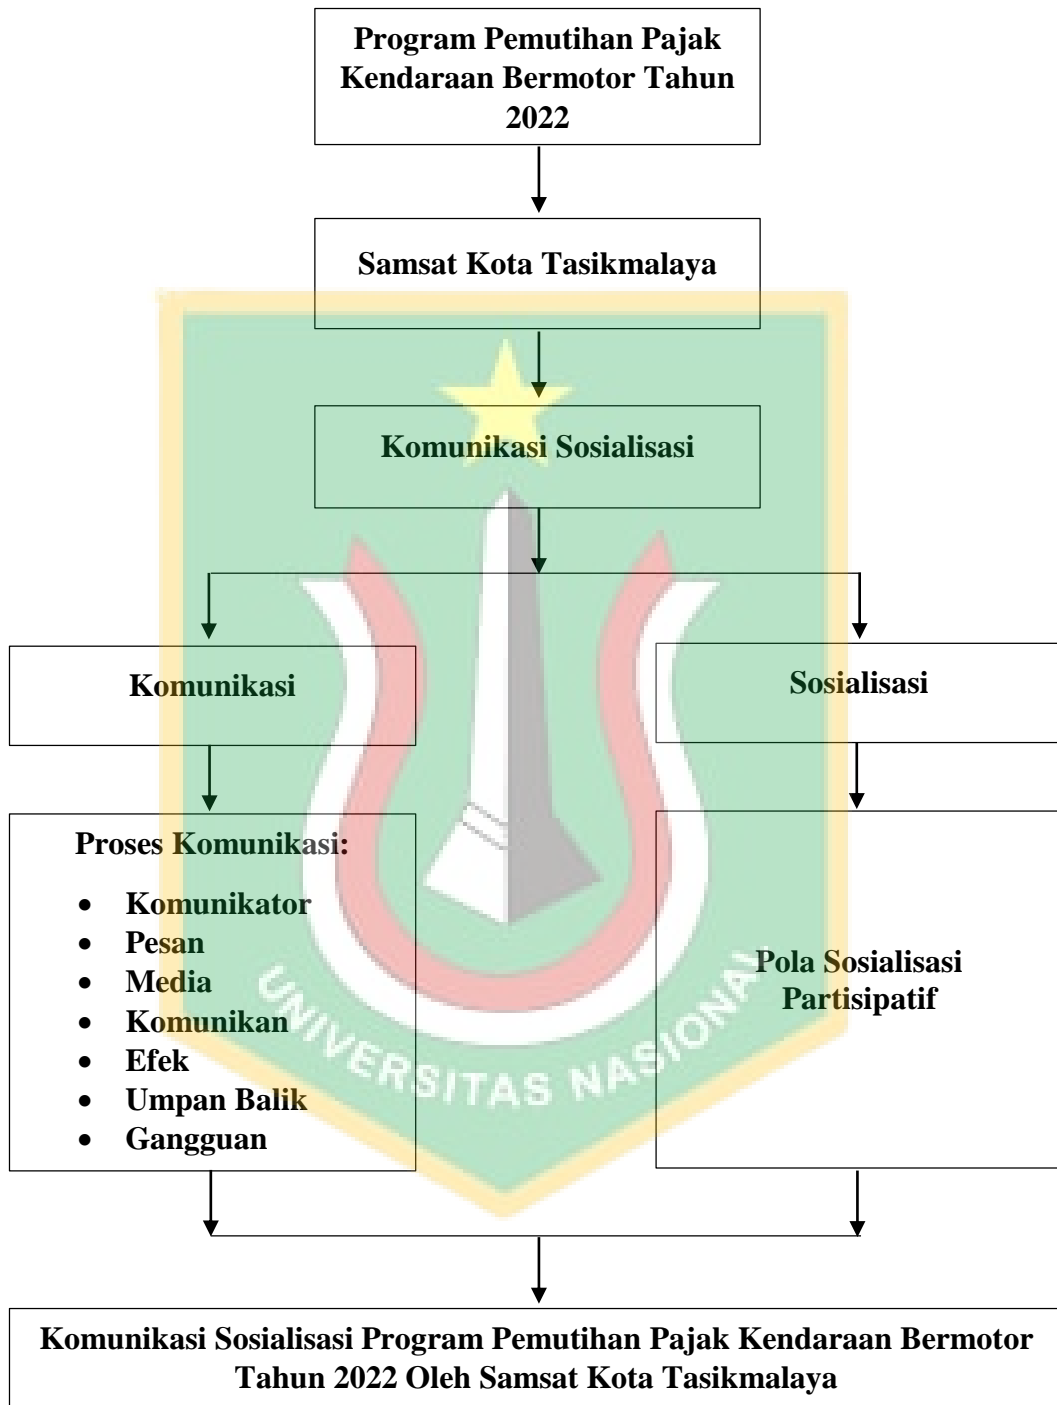 Program Pemutihan Pajak
Kendaraan Bermotor Tahun
2022
Samsat Kota Tasikmalaya
Komunikasi Sosialisasi
Komunikasi
Sosialisasi
Proses Komunikasi:
• Komunikator
• Pesan
• Media
• Komunikan
• Efek
• Umpan Balik
• Gangguan
Pola Sosialisasi
Partisipatif
UNIVERSITAS NASIONAL
Komunikasi Sosialisasi Program Pemutihan Pajak Kendaraan Bermotor
Tahun 2022 Oleh Samsat Kota Tasikmalaya